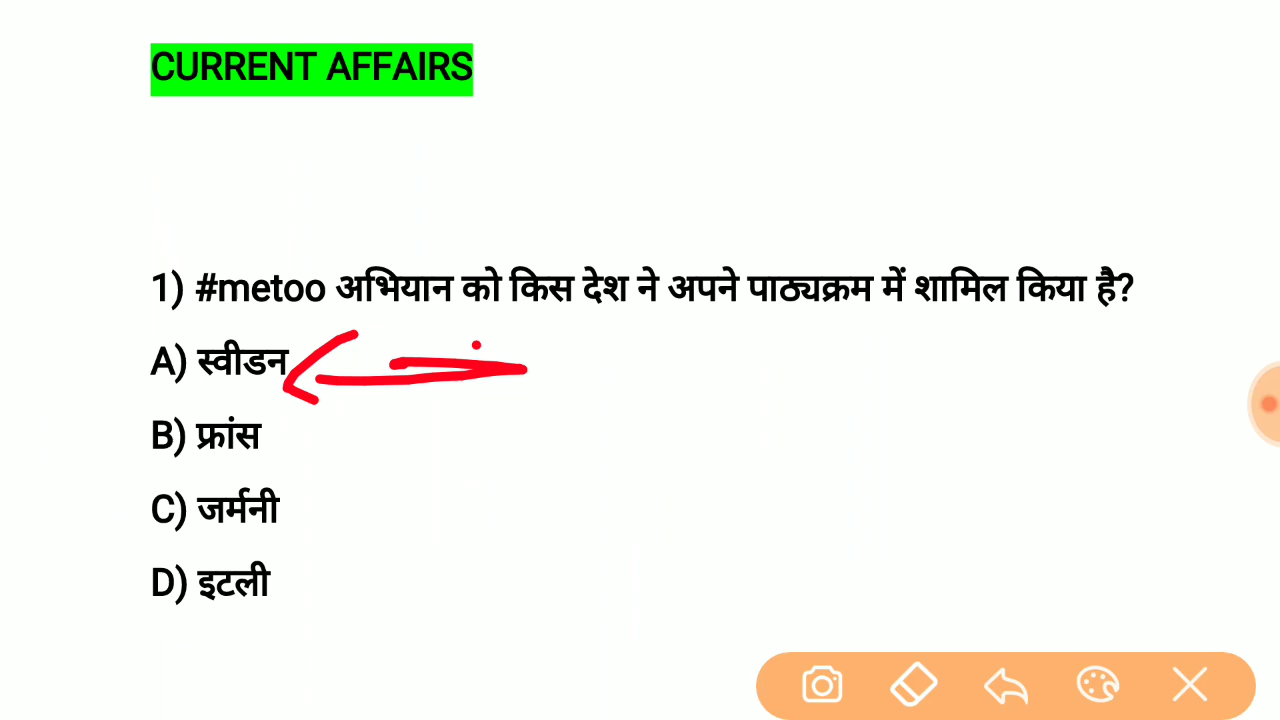 CURRENT AFFAIRS
1) #metoo अभियान को किस देश ने अपने पाठ्यक्रम में शामिल किया है?
A) स्वीडन
B) फ्रांस
C) जर्मनी
D) इटली